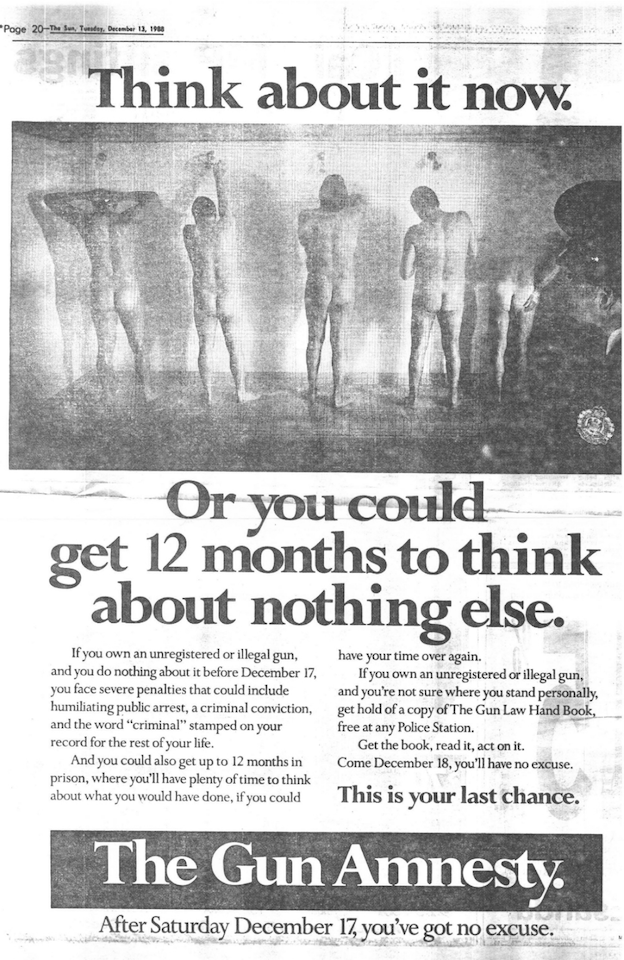 *Page 20—The Sun, Tuesday, December 13, 1988
Think about it now.
Or you could
get 12 months to think
about nothing else.
If you own an unregistered or illegal gun,
and you do nothing about it before December 17,
you face severe penalties that could include
humiliating public arrest, a criminal conviction,
and the word “criminal” stamped on your
record for the rest of your life.
And you could also get up to 12 months in
prison, where you'll have plenty of time to think
about what you would have done, if you could
have your time over again.
If you own an unregistered or illegal gun,
and you're not sure where you stand personally,
get hold of a copy of The Gun Law Hand Book,
free at any Police Station.
Get the book, read it, act on it.
Come December 18, you'll have no excuse.
This is your last chance.
The Gun Amnesty.
After Saturday December 17, you've got no excuse.